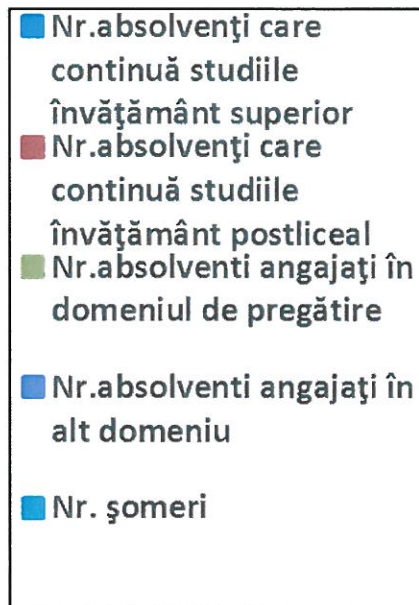 Nr.absolvenţi care
continuă studiile
învăţământ superior
Nr.absolvenţi care
continuă studiile
învăţământ postliceal
Nr.absolventi angajaţi în
domeniul de pregătire
Nr.absolventi angajaţi în
alt domeniu
Nr. şomeri